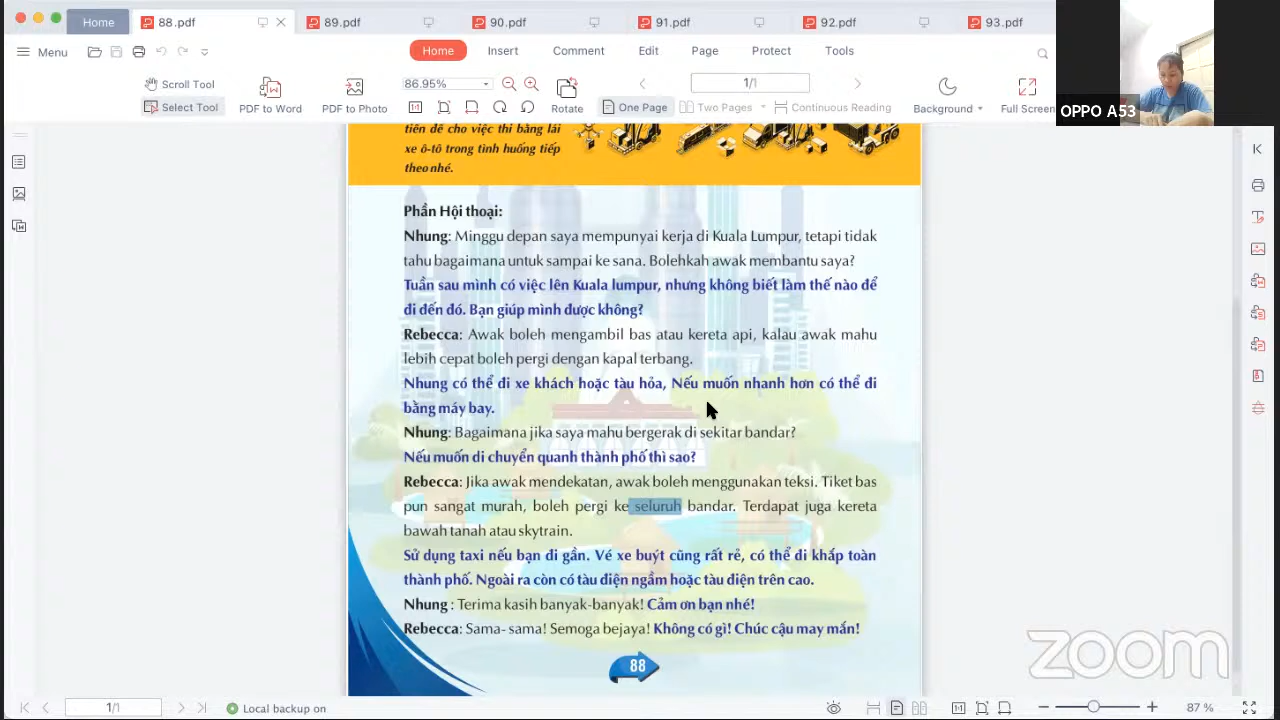 Home
88.pdf
89.pdf
90.pdf
91.pdf
92.pdf
93.pdf
Menu
Home
Insert
Comment
Edit
Page
Protect
Tools
Scroll Tool
Select Tool
PDF to Word
PDF to Photo
86.95%
Rotate
1/1
One Page
Two Pages
Continuous Reading
Background
Full Screen
OPPO A53
tiên đề cho việc thi bằng lái
xe ô-tô trong tình huống tiếp
theo nhé.
Phần Hội thoại:
Nhung: Minggu depan saya mempunyai kerja di Kuala Lumpur, tetapi tidak
tahu bagaimana untuk sampai ke sana. Bolehkah awak membantu saya?
Tuần sau mình có việc lên Kuala lumpur, nhưng không biết làm thế nào để
đi đến đó. Bạn giúp mình được không?
Rebecca: Awak boleh mengambil bas atau kereta api, kalau awak mahu
lebih cepat boleh pergi dengan kapal terbang.
Nhung có thể đi xe khách hoặc tàu hỏa, Nếu muốn nhanh hơn có thể đi
bằng máy bay.
Nhung: Bagaimana jika saya mahu bergerak di sekitar bandar?
Nếu muốn di chuyển quanh thành phố thì sao?
Rebecca: Jika awak mendekatan, awak boleh menggunakan teksi. Tiket bas
pun sangat murah, boleh pergi ke seluruh bandar. Terdapat juga kereta
bawah tanah atau skytrain.
Sử dụng taxi nếu bạn đi gần. Vé xe buýt cũng rất rẻ, có thể đi khắp toàn
thành phố. Ngoài ra còn có tàu điện ngầm hoặc tàu điện trên cao.
Nhung : Terima kasih banyak-banyak! Cảm ơn bạn nhé!
Rebecca: Sama- sama! Semoga bejaya! Không có gì! Chúc cậu may mắn!
88
zoom
1/1
Local backup on
87 %